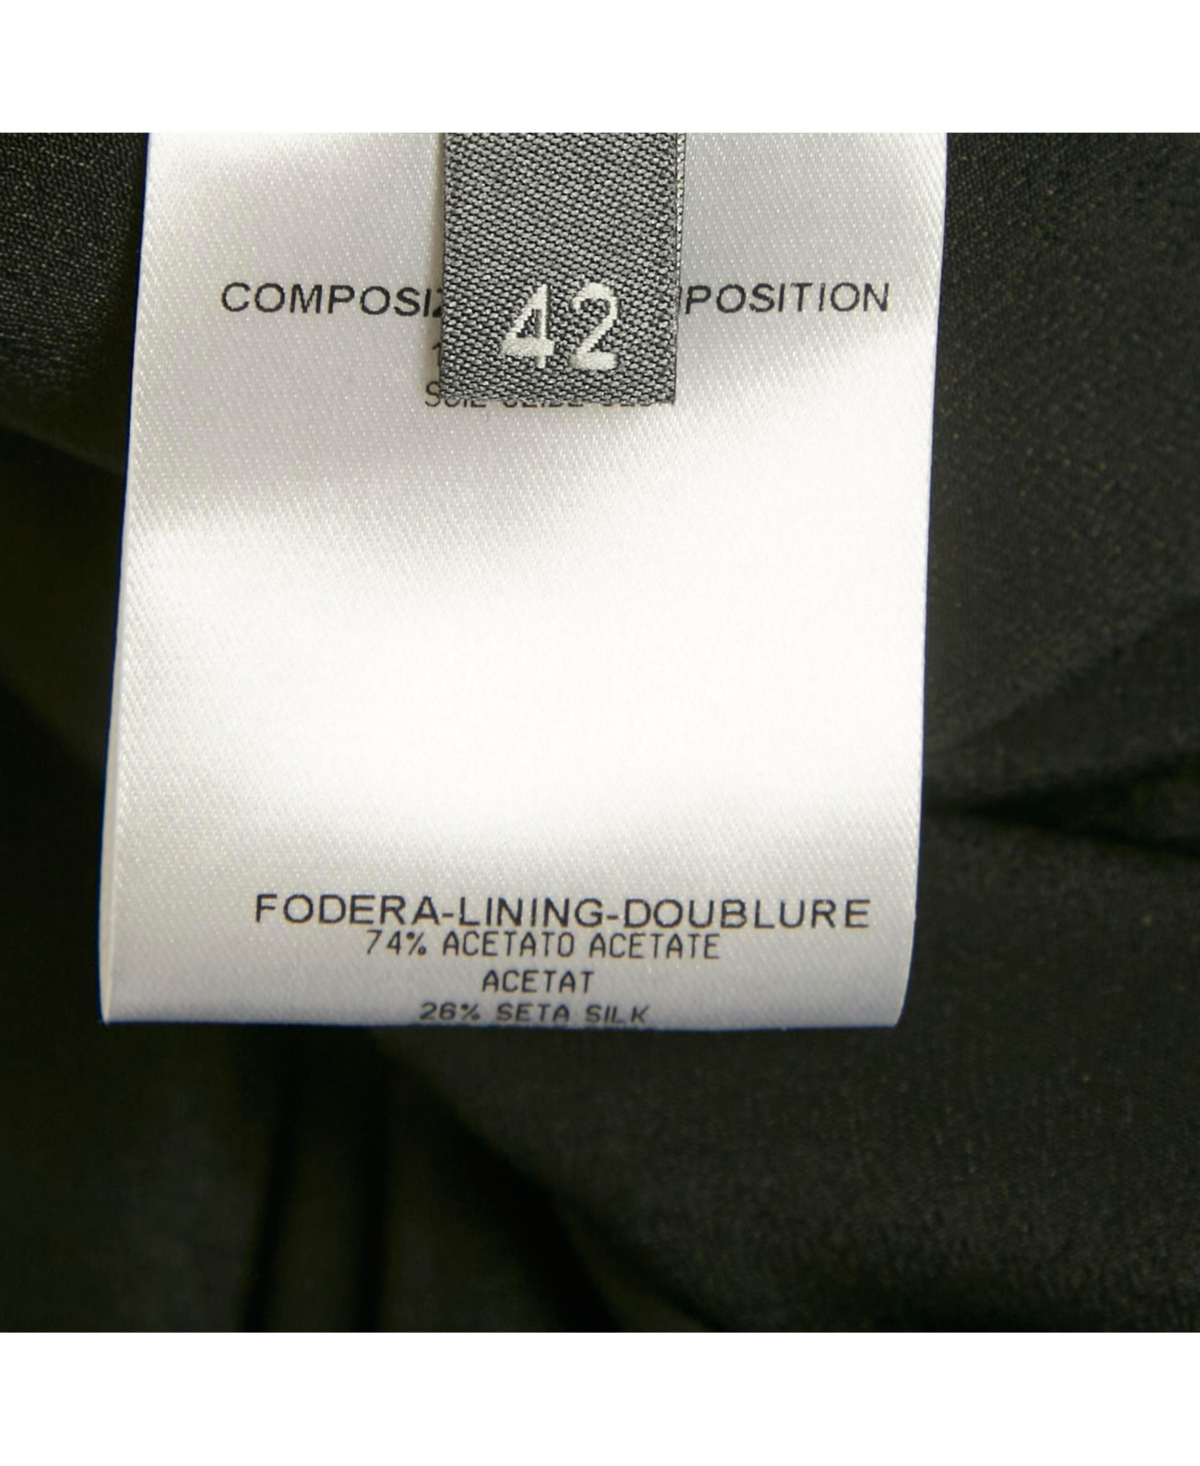 COMPOSIZ POSITION
42
FODERA-LINING-DOUBLURE
74% ACETATO ACETATE
ACETAT
26% SETA SILK